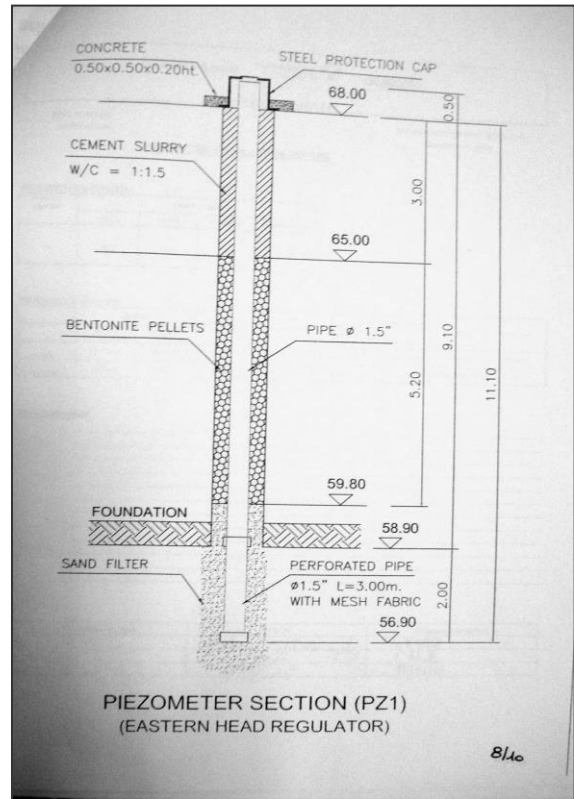 CONCRETE
0.50x0.50x0.20ht.
STEEL PROTECTION CAP
68.00
0.50
CEMENT SLURRY
W/C = 1:1.5
3.00
65.00
BENTONITE PELLETS
PIPE ø 1.5"
9.10
5.20
11.10
59.80
FOUNDATION
58.90
SAND FILTER
PERFORATED PIPE
ø1.5" L=3.00m.
WITH MESH FABRIC
2.00
56.90
PIEZOMETER SECTION (PZ1)
(EASTERN HEAD REGULATOR)
8/10